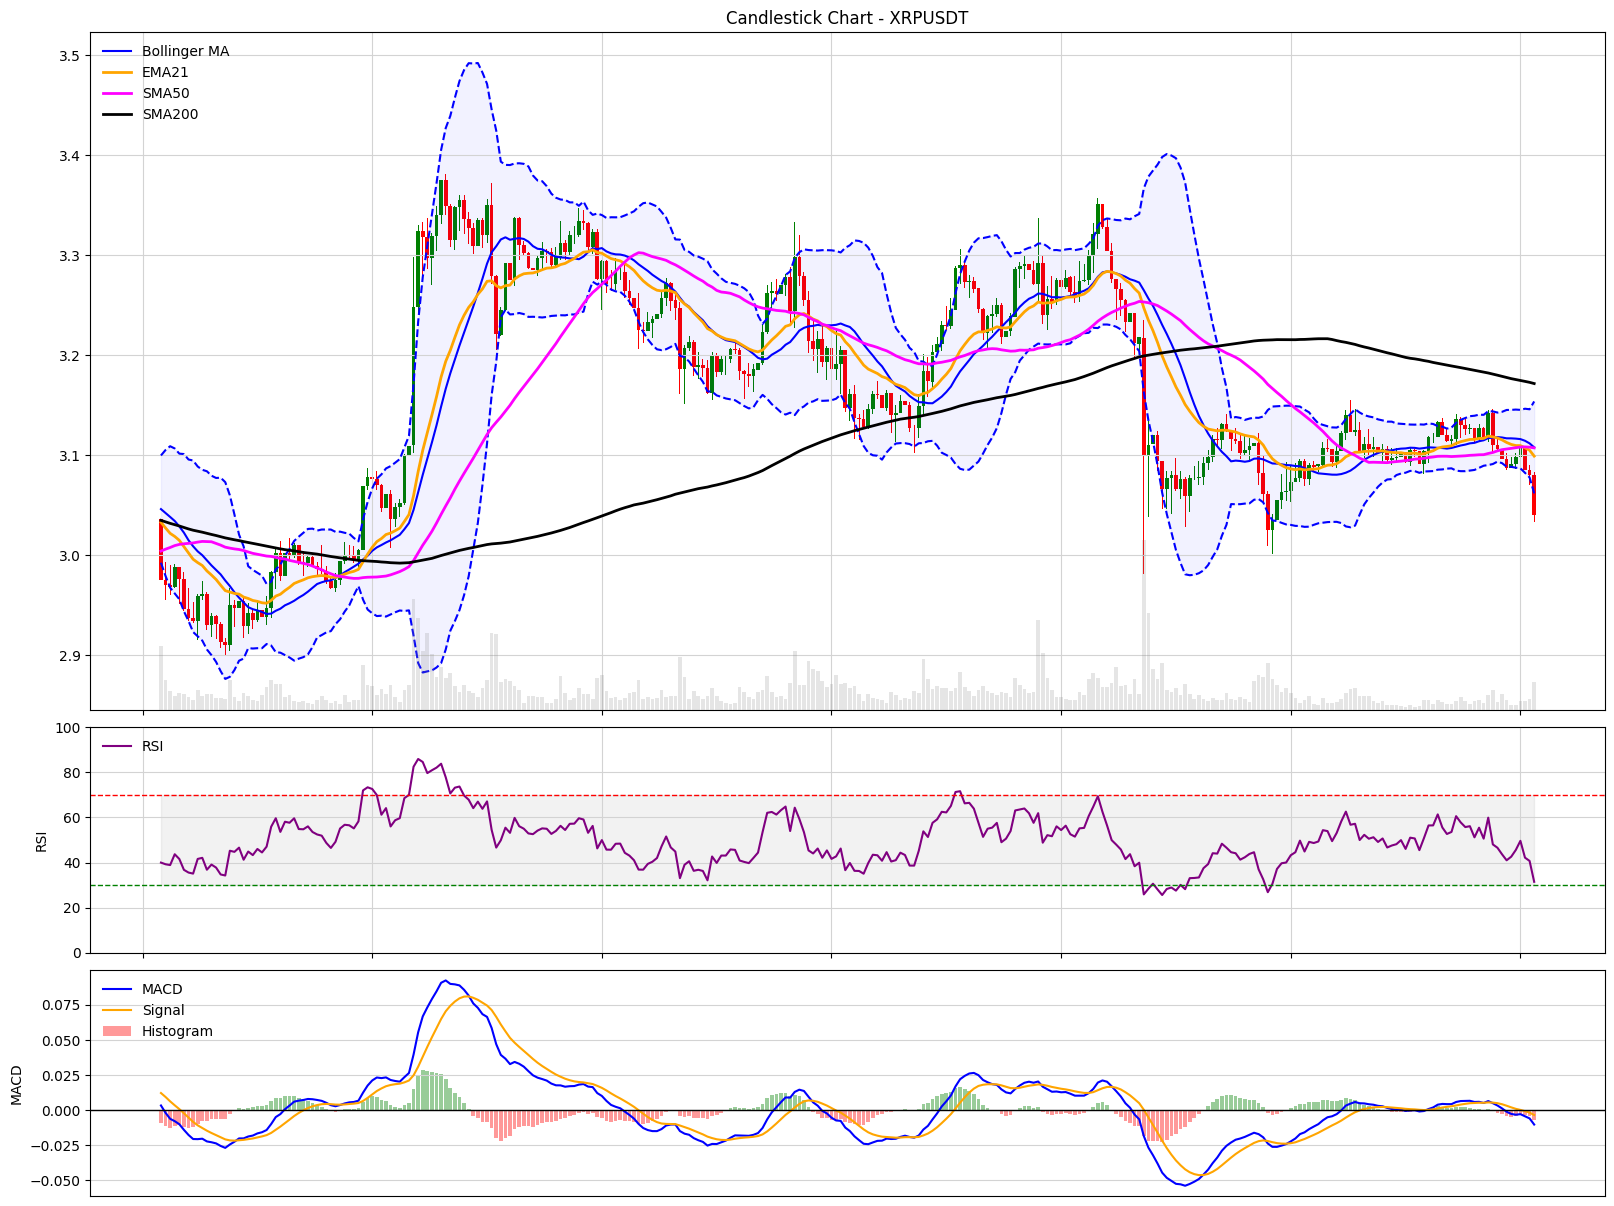 Candlestick Chart - XRPUSDT
Bollinger MA
EMA21
SMA50
SMA200
3.5
3.4
3.3
3.2
3.1
3.0
2.9
RSI
RSI
100
80
60
40
20
0
MACD
Signal
Histogram
MACD
0.075
0.050
0.025
0.000
−0.025
−0.050